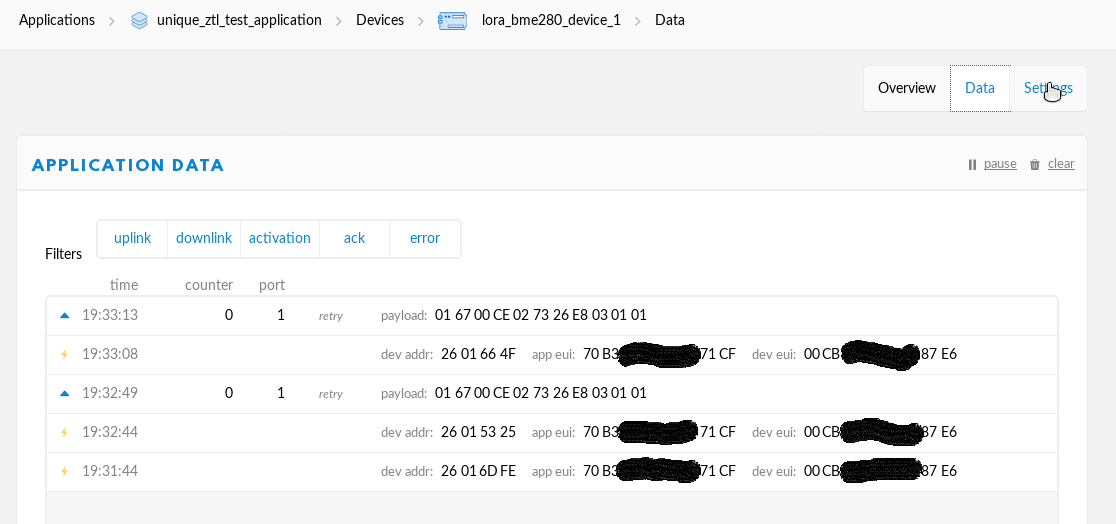 Applications unique_ztl_test_application Devices lora_bme280_device_1 Data
Overview Data Settings
APPLICATION DATA pause clear
Filters uplink downlink activation ack error
time counter port
19:33:13 0 1 retry payload: 01 67 00 CE 02 73 26 E8 03 01 01
19:33:08 dev addr: 26 01 66 4F app eui: 70 B3 71 CF dev eui: 00 CB 87 E6
19:32:49 0 1 retry payload: 01 67 00 CE 02 73 26 E8 03 01 01
19:32:44 dev addr: 26 01 53 25 app eui: 70 B3 71 CF dev eui: 00 CB 87 E6
19:31:44 dev addr: 26 01 6D FE app eui: 70 B3 71 CF dev eui: 00 CB 87 E6